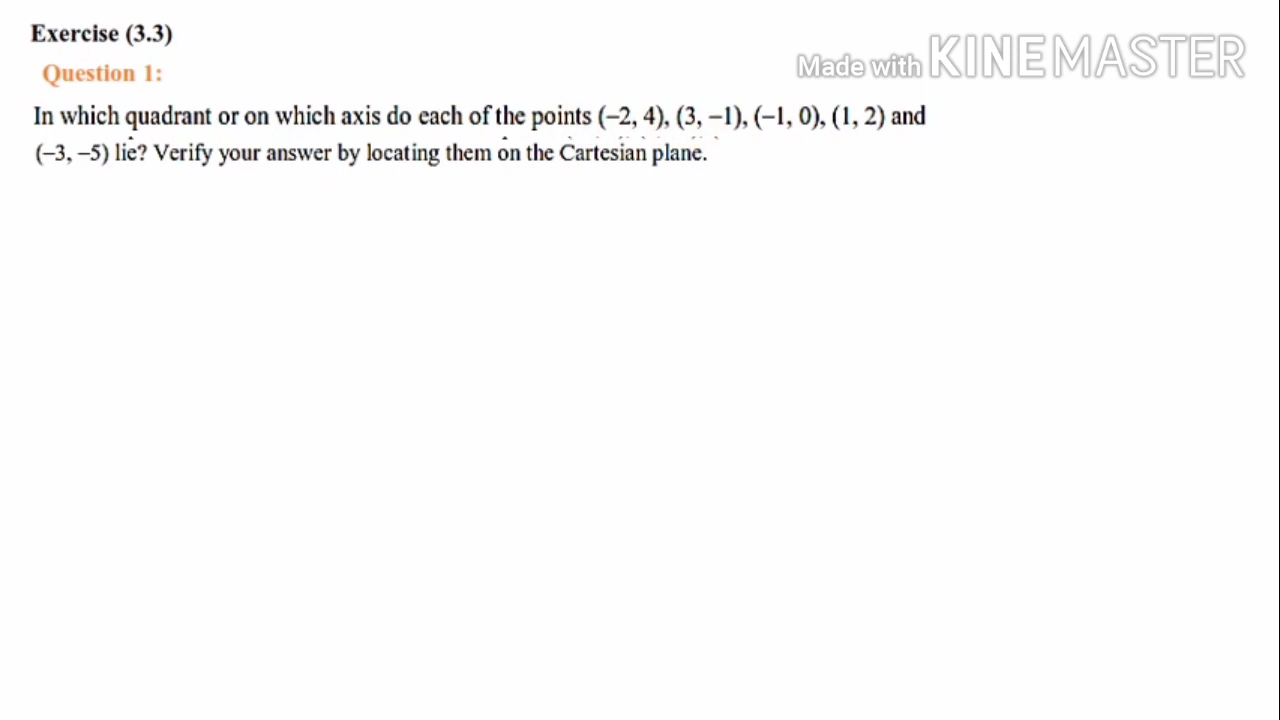 Exercise (3.3)
Made with KINEMASTER
Question 1:
In which quadrant or on which axis do each of the points (–2, 4), (3, –1), (–1, 0), (1, 2) and
(–3, –5) lie? Verify your answer by locating them on the Cartesian plane.